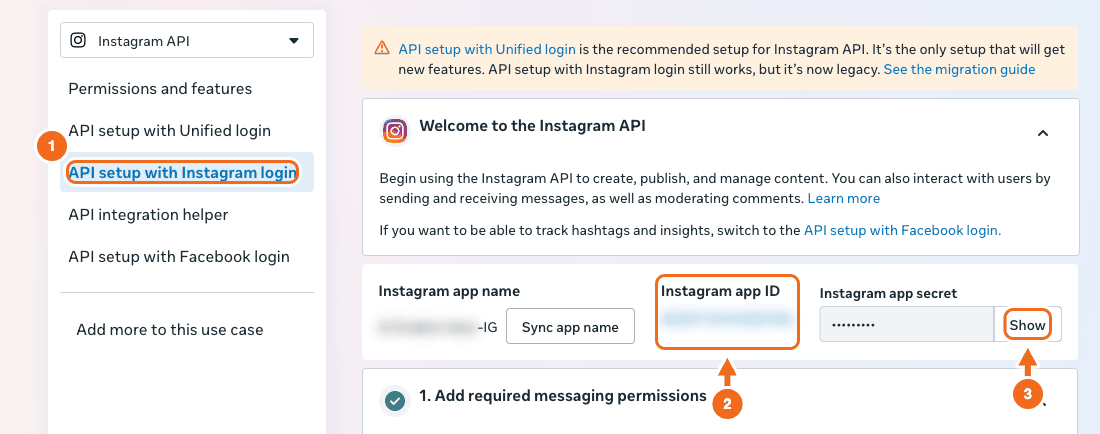 Instagram API
Permissions and features
API setup with Unified login
1
API setup with Instagram login
API integration helper
API setup with Facebook login
Add more to this use case
API setup with Unified login is the recommended setup for Instagram API. It's the only setup that will get
new features. API setup with Instagram login still works, but it's now legacy. See the migration guide
Welcome to the Instagram API
Begin using the Instagram API to create, publish, and manage content. You can also interact with users by
sending and receiving messages, as well as moderating comments. Learn more
If you want to be able to track hashtags and insights, switch to the API setup with Facebook login.
Instagram app name
-IG
Sync app name
Instagram app ID
Instagram app secret
•••••••••
Show
1. Add required messaging permissions
2
3